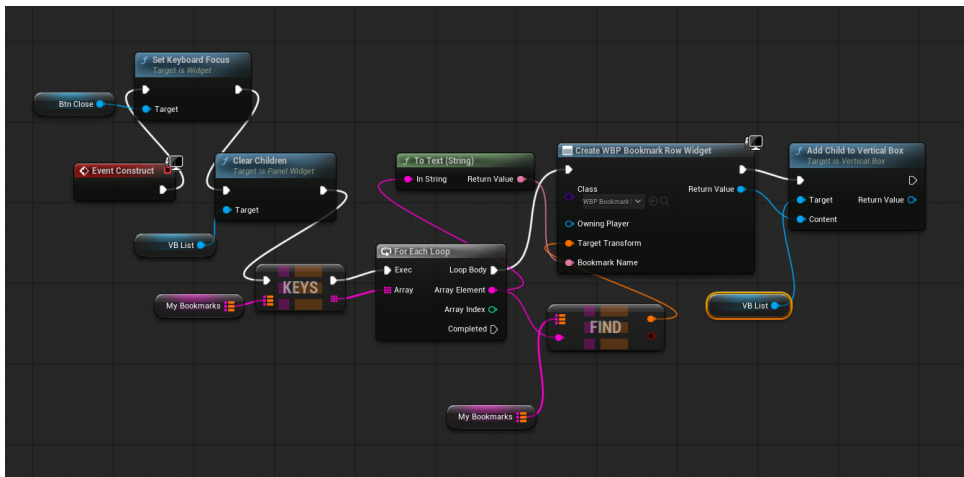 Set Keyboard Focus
Target is Widget
Target
Btn Close
Event Construct
Clear Children
Target is Panel Widget
Target
VB List
KEYS
My Bookmarks
For Each Loop
Exec
Loop Body
Array
Array Element
Array Index
Completed
To Text (String)
In String
Return Value
Create WBP Bookmark Row Widget
Class
WBP Bookmark
Return Value
Owning Player
Target Transform
Bookmark Name
FIND
My Bookmarks
Add Child to Vertical Box
Target is Vertical Box
Target
Return Value
Content
VB List